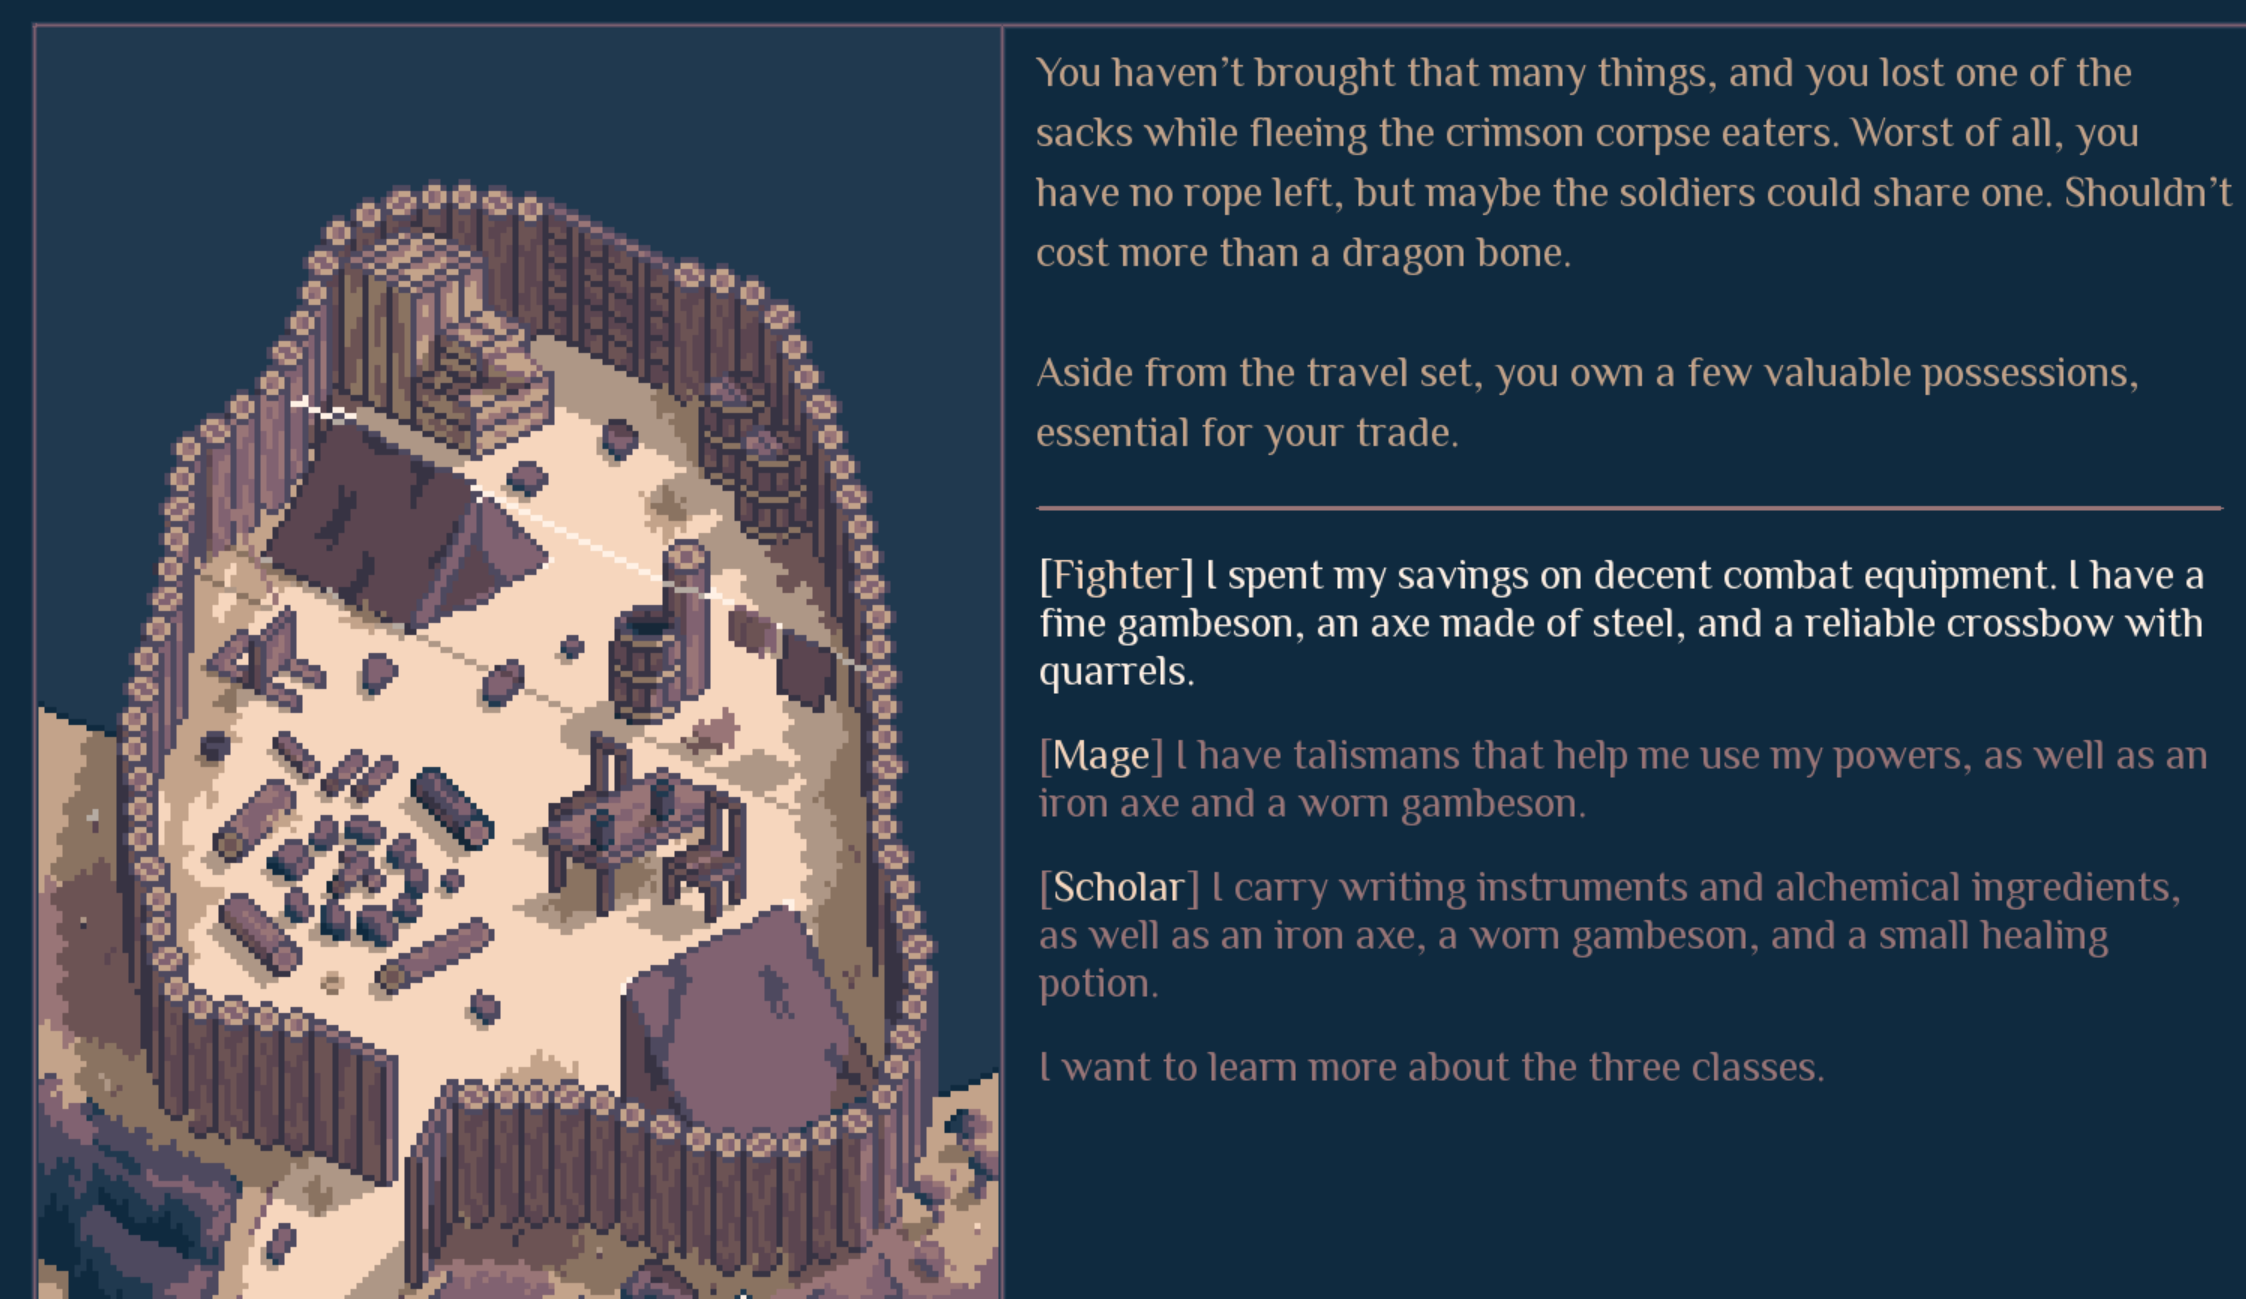 You haven’t brought that many things, and you lost one of the
sacks while fleeing the crimson corpse eaters. Worst of all, you
have no rope left, but maybe the soldiers could share one. Shouldn’t
cost more than a dragon bone.
Aside from the travel set, you own a few valuable possessions,
essential for your trade.
[Fighter] I spent my savings on decent combat equipment. I have a
fine gambeson, an axe made of steel, and a reliable crossbow with
quarrels.
[Mage] I have talismans that help me use my powers, as well as an
iron axe and a worn gambeson.
[Scholar] I carry writing instruments and alchemical ingredients,
as well as an iron axe, a worn gambeson, and a small healing
potion.
I want to learn more about the three classes.